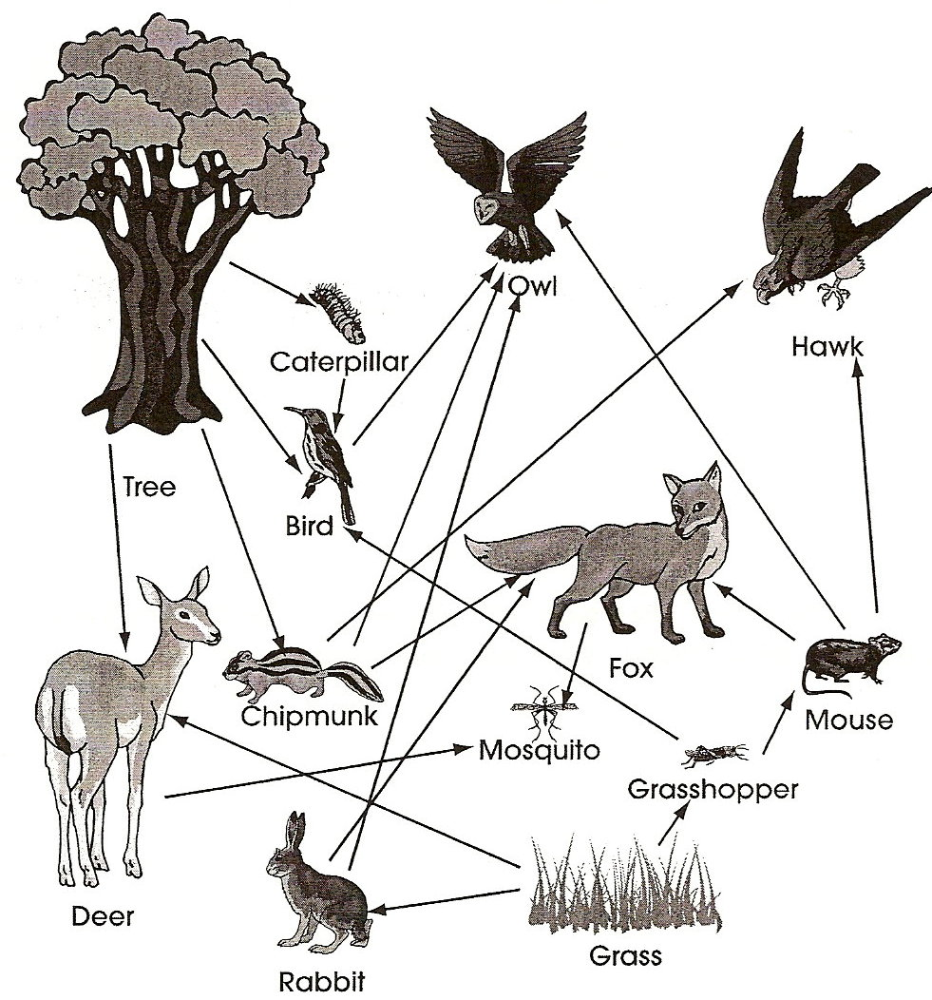 Owl
Hawk
Caterpillar
Tree
Bird
Fox
Chipmunk
Mouse
Mosquito
Grasshopper
Deer
Grass
Rabbit